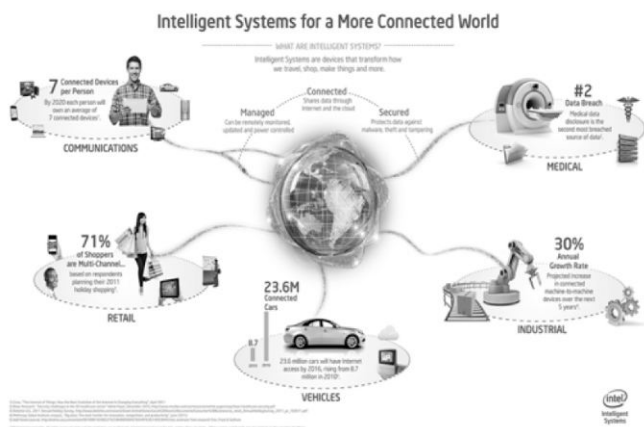 Intelligent Systems for a More Connected World
WHAT ARE INTELLIGENT SYSTEMS?
Intelligent Systems are devices that transform how
we travel, shop, make things and more.
Connected
Shares data through
internet and the cloud
Managed
Can be remotely monitored,
updated and power controlled
Secured
Protects data against
malware, theft and tampering
7 Connected Devices
per Person
By 2020 each person will
own an average of
7 connected devices
COMMUNICATIONS
#2
Data Breach
Medical data
disclosure is the
second most breached
source of data
MEDICAL
71%
of Shoppers
are Multi-Channel...
based on respondents
planning their 2011
holiday shopping
RETAIL
30%
Annual
Growth Rate
Projected increase
in connected
machine-to-machine
devices over the next
5 years
INDUSTRIAL
23.6M
Connected
Cars
8.7
23.6 million cars will have Internet
access by 2016, rising from 8.7
million in 2010
VEHICLES
intel
Intelligent
Systems